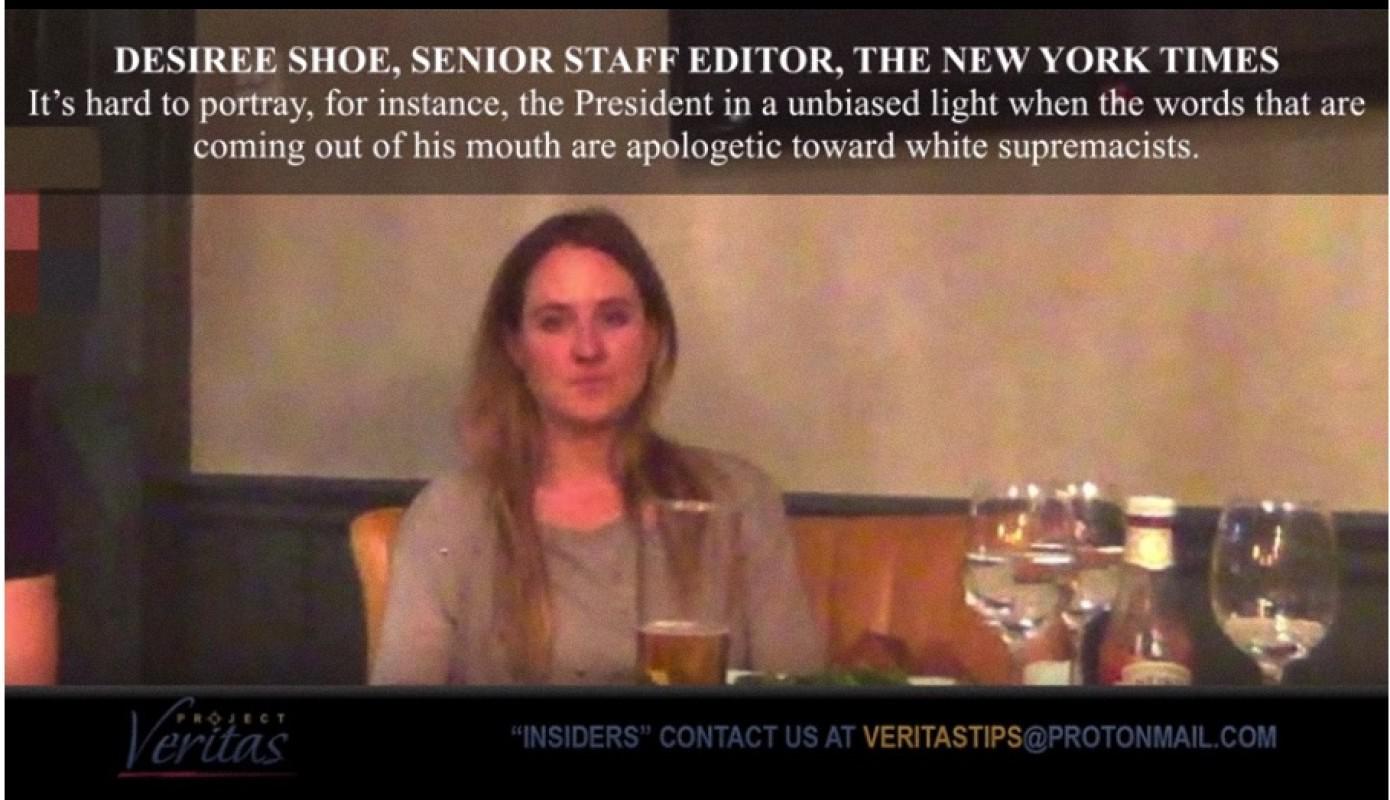 DESIREE SHOE, SENIOR STAFF EDITOR, THE NEW YORK TIMES
It's hard to portray, for instance, the President in a unbiased light when the words that are
coming out of his mouth are apologetic toward white supremacists.
PROJECT
Veritas
"INSIDERS" CONTACT US AT VERITASTIPS@PROTONMAIL.COM